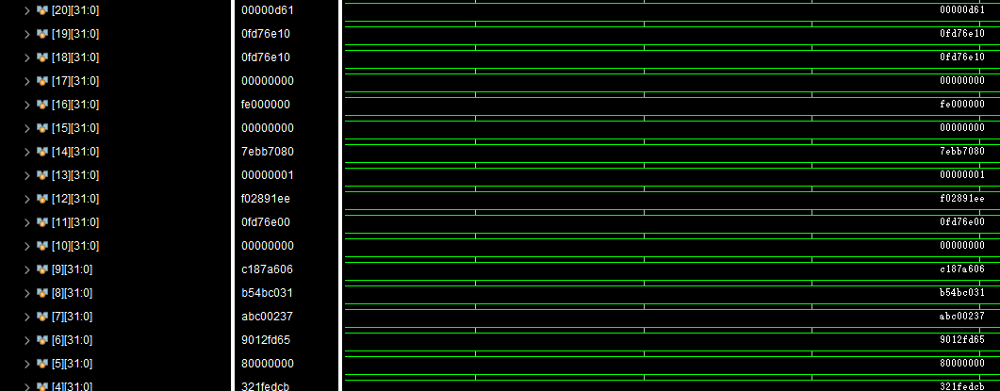 [20][31:0] 00000d61 00000d61
[19][31:0] 0fd76e10 0fd76e10
[18][31:0] 0fd76e10 0fd76e10
[17][31:0] 00000000 00000000
[16][31:0] fe000000 fe000000
[15][31:0] 00000000 00000000
[14][31:0] 7ebb7080 7ebb7080
[13][31:0] 00000001 00000001
[12][31:0] f02891ee f02891ee
[11][31:0] 0fd76e00 0fd76e00
[10][31:0] 00000000 00000000
[9][31:0] c187a606 c187a606
[8][31:0] b54bc031 b54bc031
[7][31:0] abc00237 abc00237
[6][31:0] 9012fd65 9012fd65
[5][31:0] 80000000 80000000
[4][31:0] 321fedcb 321fedcb